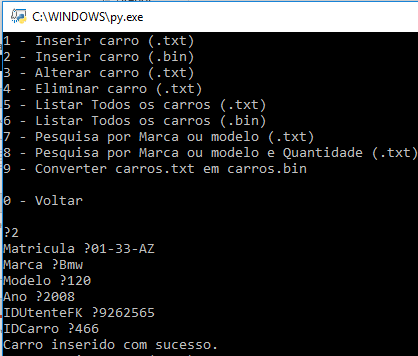 C:\WINDOWS\py.exe
1 - Inserir carro (.txt)
2 - Inserir carro (.bin)
3 - Alterar carro (.txt)
4 - Eliminar carro (.txt)
5 - Listar Todos os carros (.txt)
6 - Listar Todos os carros (.bin)
7 - Pesquisa por Marca ou modelo (.txt)
8 - Pesquisa por Marca ou modelo e Quantidade (.txt)
9 - Converter carros.txt em carros.bin
0 - Voltar
?2
Matricula ?01-33-AZ
Marca ?Bmw
Modelo ?120
Ano ?2008
IDUtenteFK ?9262565
IDCarro ?466
Carro inserido com sucesso.